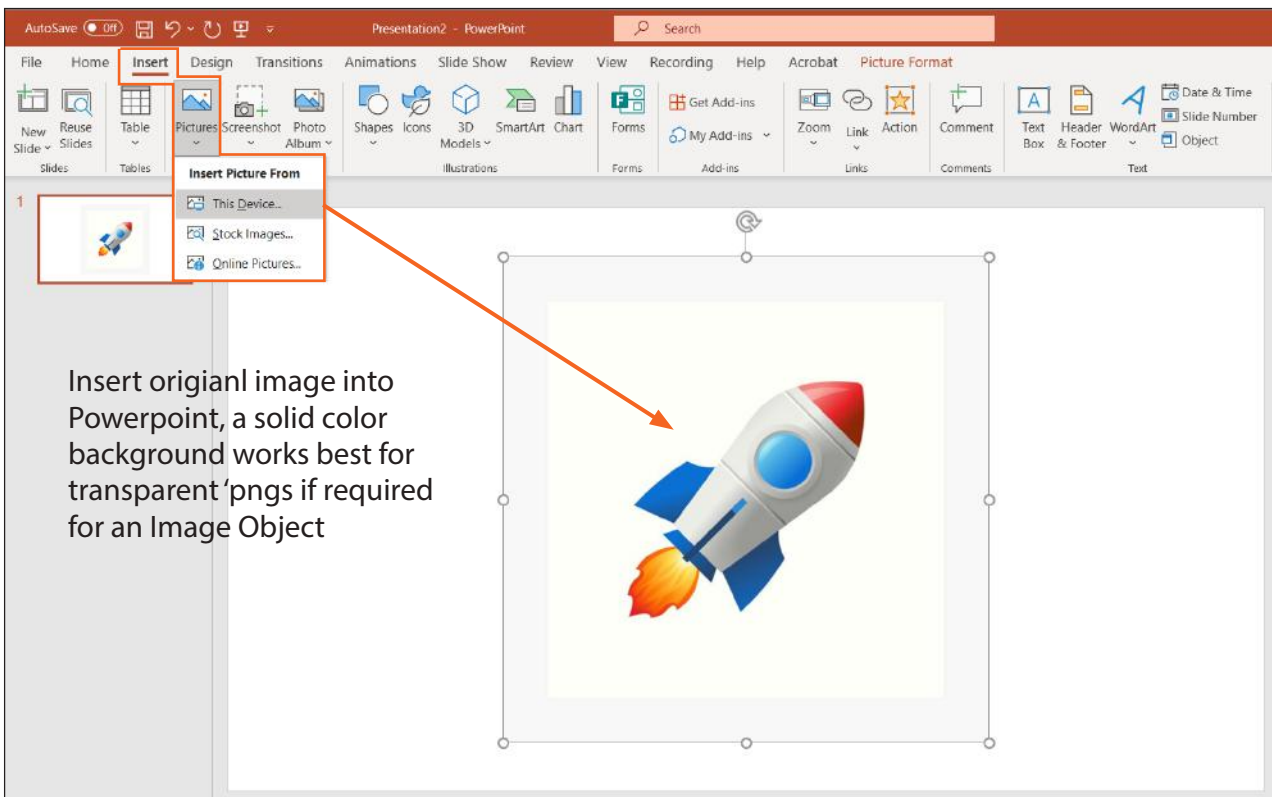 AutoSave Off Presentation2 - PowerPoint Search
File Home Insert Design Transitions Animations Slide Show Review View Recording Help Acrobat Picture Format
New Slide
Reuse Slides
Table
Pictures
Screenshot
Photo Album
Shapes
Icons
3D Models
SmartArt
Chart
Forms
Get Add-ins
My Add-ins
Zoom
Link
Action
Comment
Text Box
Header & Footer
WordArt
Date & Time
Slide Number
Object
Slides Tables Illustrations Forms Add-ins Links Comments Text
Insert Picture From
This Device...
Stock Images...
Online Pictures...
1
Insert origianl image into
Powerpoint, a solid color
background works best for
transparent ‘pngs if required
for an Image Object